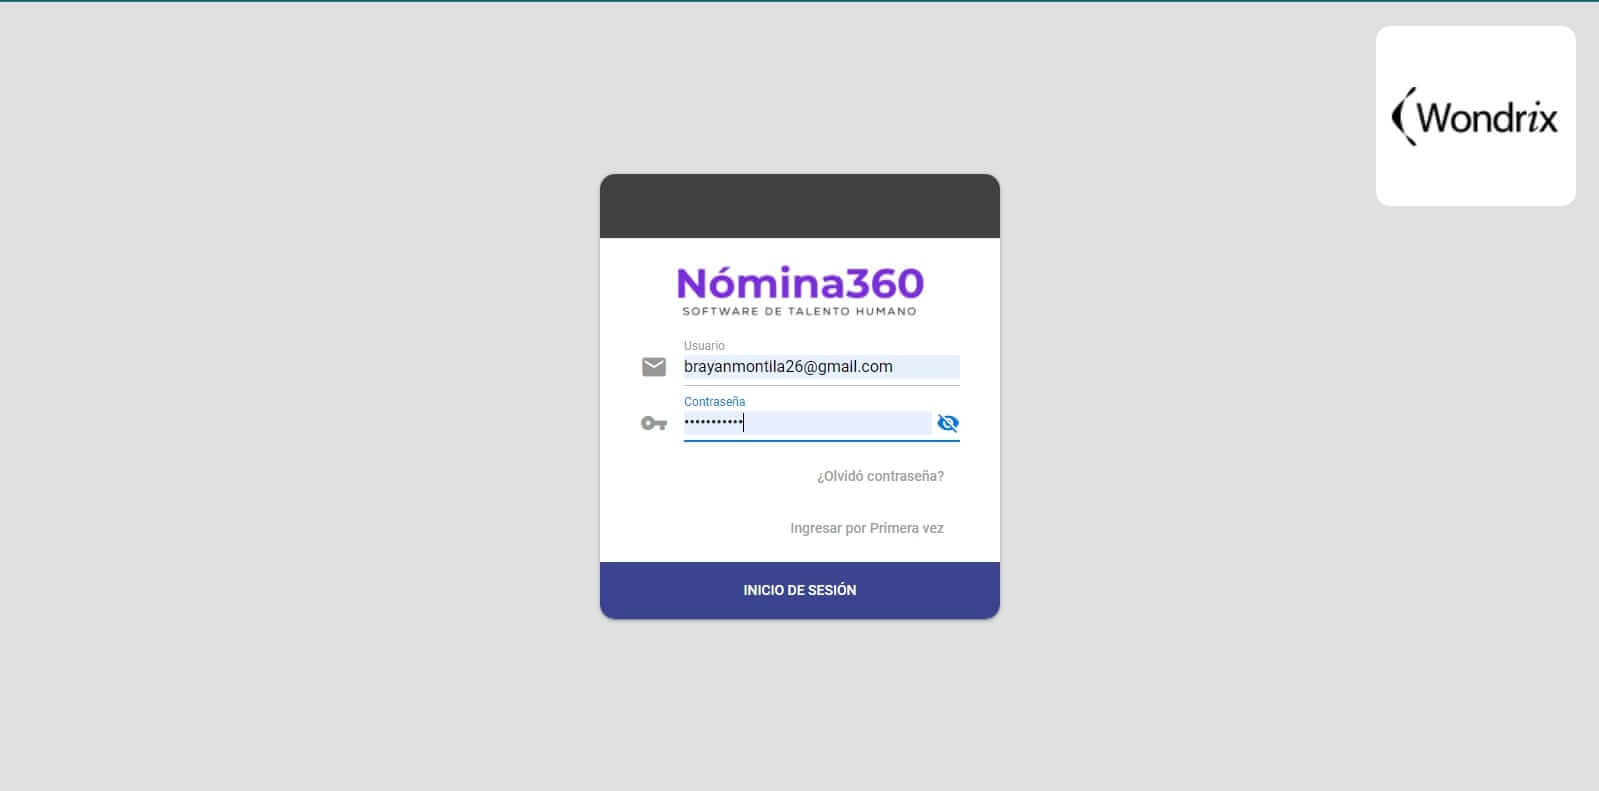 Wondrix
Nómina360
SOFTWARE DE TALENTO HUMANO
Usuario
brayanmontila26@gmail.com
Contraseña
•••••••••••
¿Olvidó contraseña?
Ingresar por Primera vez
INICIO DE SESIÓN